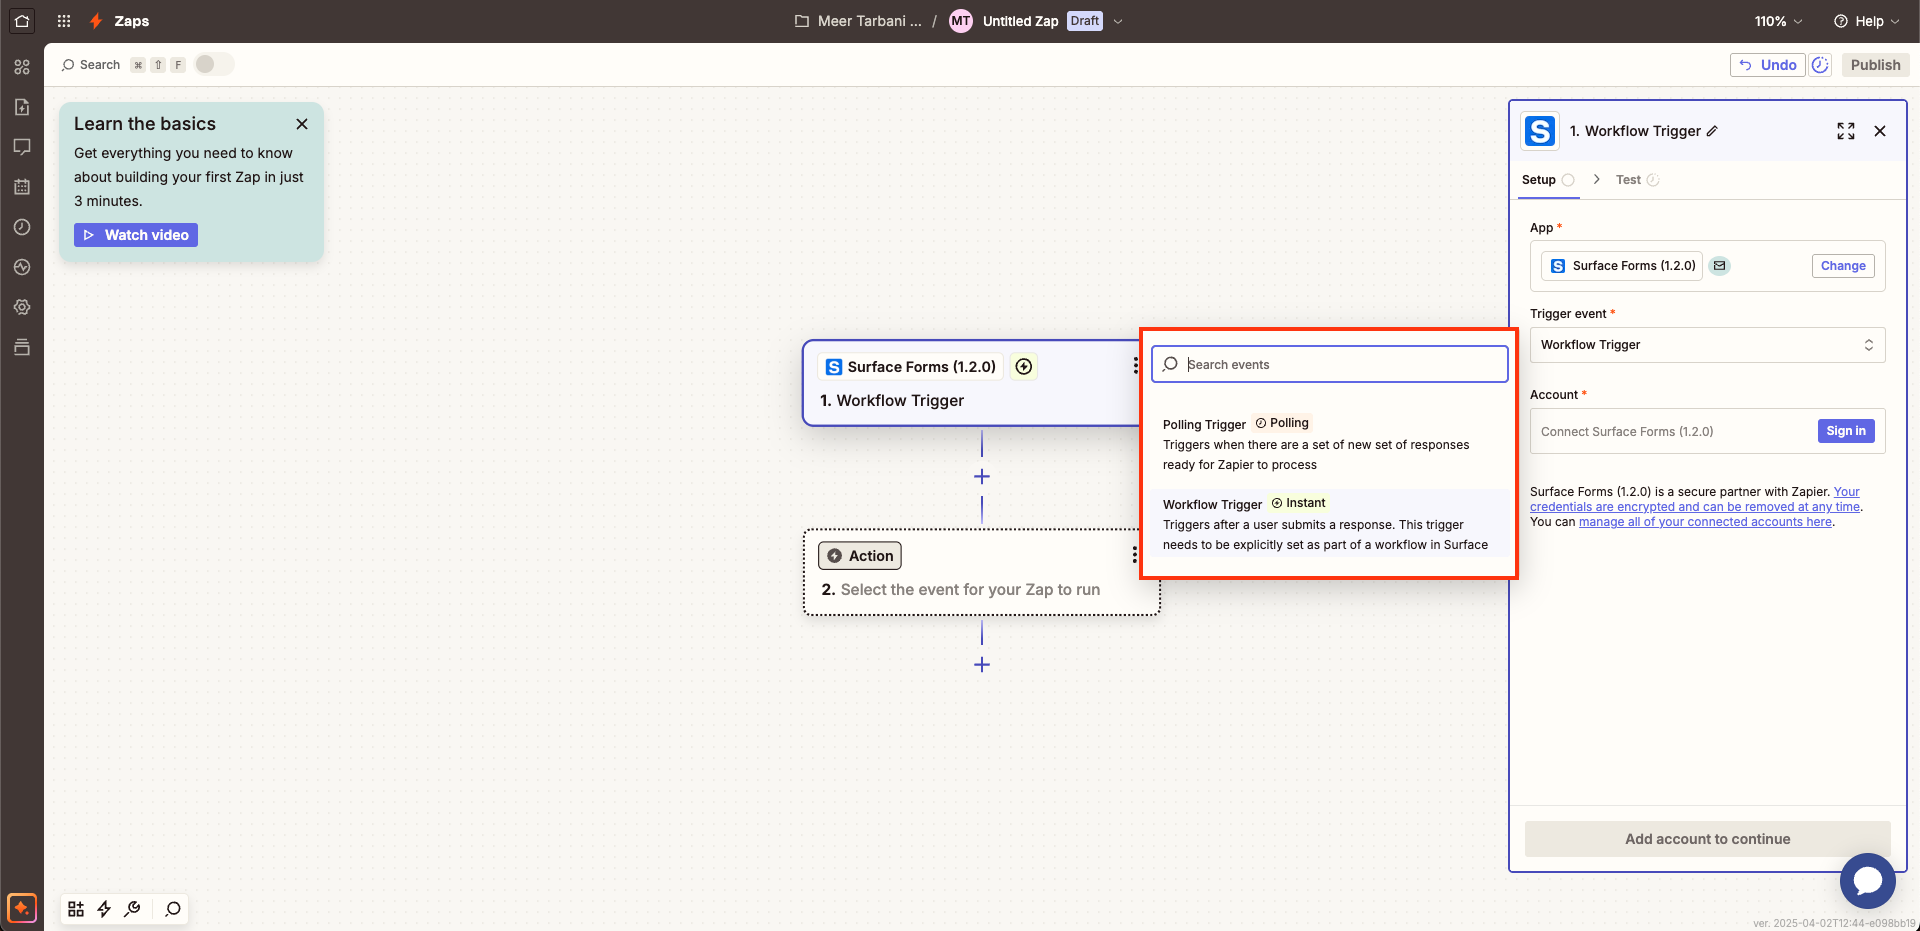 Zaps
Meer Tarbani ... / MT Untitled Zap Draft
110%
Help
Search ⌘ ⇧ F
Undo
Publish
Learn the basics
Get everything you need to know
about building your first Zap in just
3 minutes.
Watch video
S Surface Forms (1.2.0)
1. Workflow Trigger
Action
2. Select the event for your Zap to run
Search events
Polling Trigger Polling
Triggers when there are a set of new set of responses
ready for Zapier to process
Workflow Trigger Instant
Triggers after a user submits a response. This trigger
needs to be explicitly set as part of a workflow in Surface
S 1. Workflow Trigger
Setup > Test
App *
S Surface Forms (1.2.0) Change
Trigger event *
Workflow Trigger
Account *
Connect Surface Forms (1.2.0) Sign in
Surface Forms (1.2.0) is a secure partner with Zapier. Your
credentials are encrypted and can be removed at any time.
You can manage all of your connected accounts here.
Add account to continue
ver. 2025-04-02T12:44-e098bb19